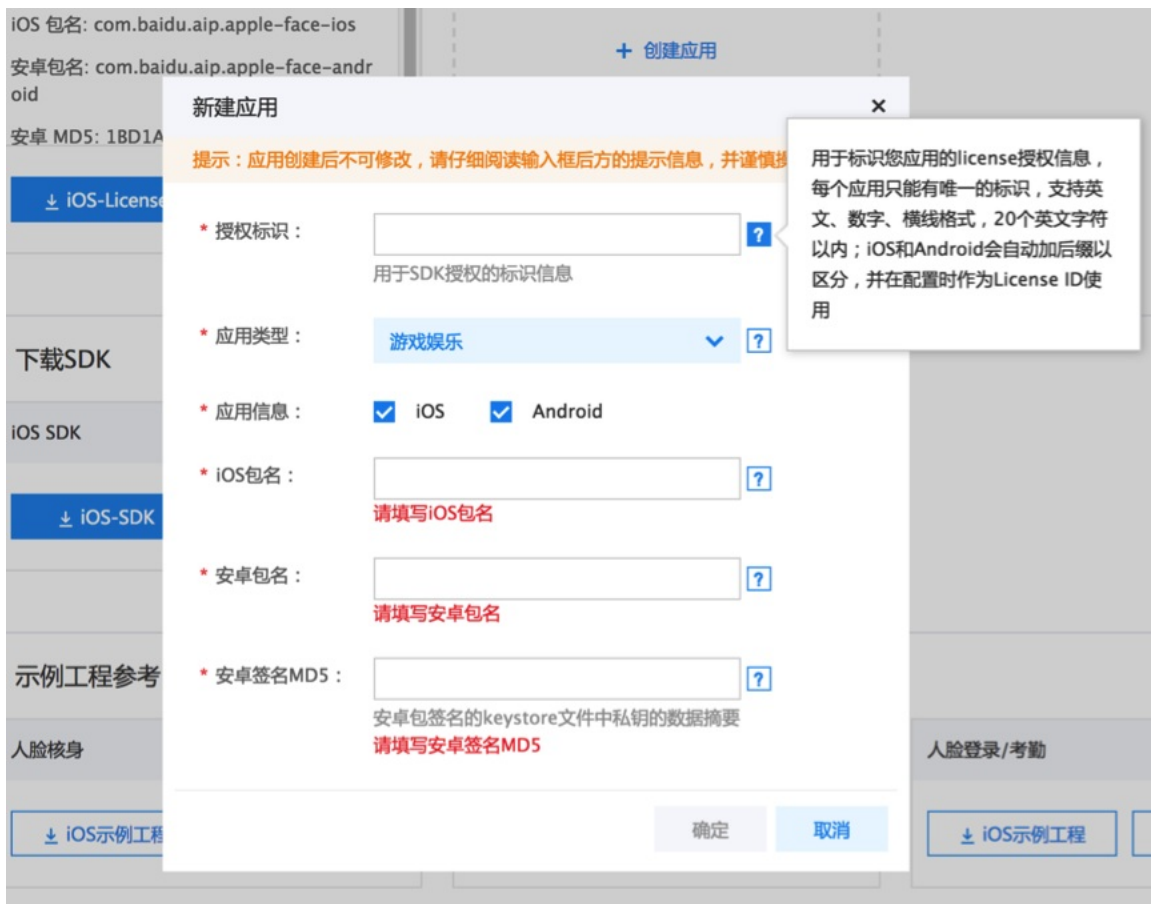 iOS 包名: com.baidu.aip.apple-face-ios
安卓包名: com.baidu.aip.apple-face-andr
oid
安卓 MD5: 1BD1A
iOS-License
+ 创建应用
新建应用
×
提示：应用创建后不可修改，请仔细阅读输入框后方的提示信息，并谨慎操
* 授权标识：
?
用于SDK授权的标识信息
用于标识您应用的license授权信息，
每个应用只能有唯一的标识，支持英
文、数字、横线格式，20个英文字符
以内；iOS和Android会自动加后缀以
区分，并在配置时作为License ID使
用
* 应用类型：
游戏娱乐
?
* 应用信息：
iOS
Android
* iOS包名：
?
请填写iOS包名
* 安卓包名：
?
请填写安卓包名
* 安卓签名MD5：
?
安卓包签名的keystore文件中私钥的数据摘要
请填写安卓签名MD5
确定
取消
下载SDK
iOS SDK
iOS-SDK
示例工程参考
人脸核身
iOS示例工程
人脸登录/考勤
iOS示例工程